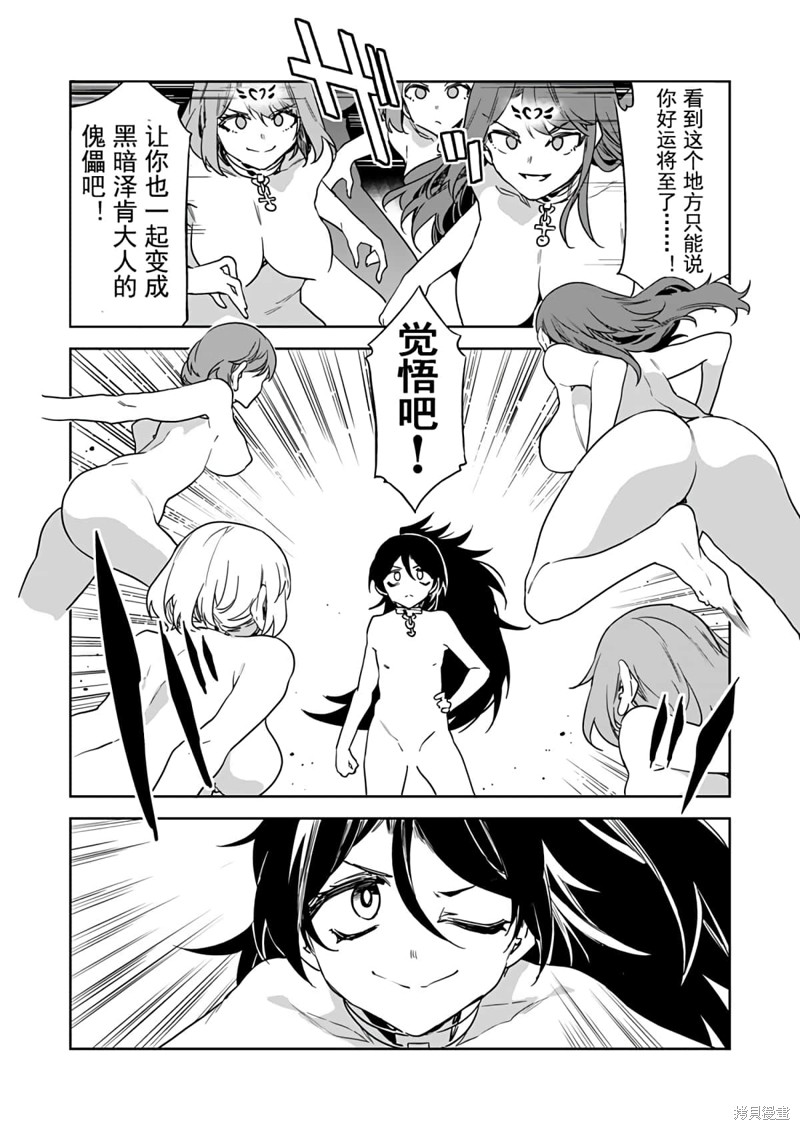 看到这个地方只能说
你好运将至了……！
让你也一起变成
黑暗泽肯大人的
傀儡吧！
觉悟吧！
拷贝漫畫